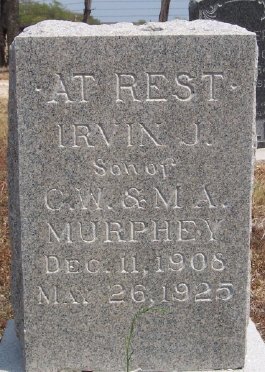 · AT REST ·
IRVIN J.
Son of
C.W. & M A.
MURPHEY
DEC. 11, 1908
MAY 26, 1925